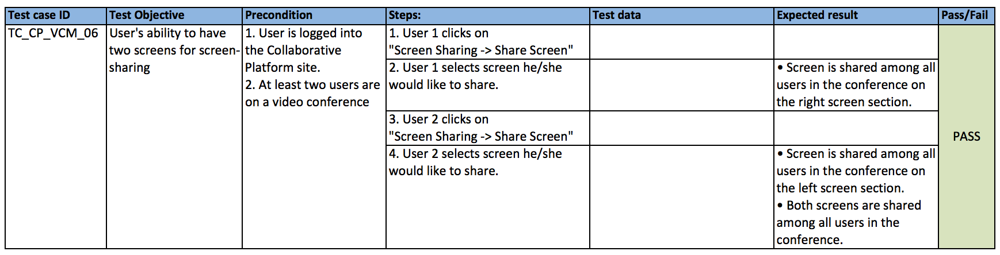 Test case ID
Test Objective
Precondition
Steps:
Test data
Expected result
Pass/Fail
TC_CP_VCM_06
User's ability to have
two screens for screen-
sharing
1. User is logged into
the Collaborative
Platform site.
2. At least two users are
on a video conference
1. User 1 clicks on
"Screen Sharing -> Share Screen"
2. User 1 selects screen he/she
would like to share.
• Screen is shared among all
users in the conference on
the right screen section.
3. User 2 clicks on
"Screen Sharing -> Share Screen"
4. User 2 selects screen he/she
would like to share.
• Screen is shared among all
users in the conference on
the left screen section.
• Both screens are shared
among all users in the
conference.
PASS